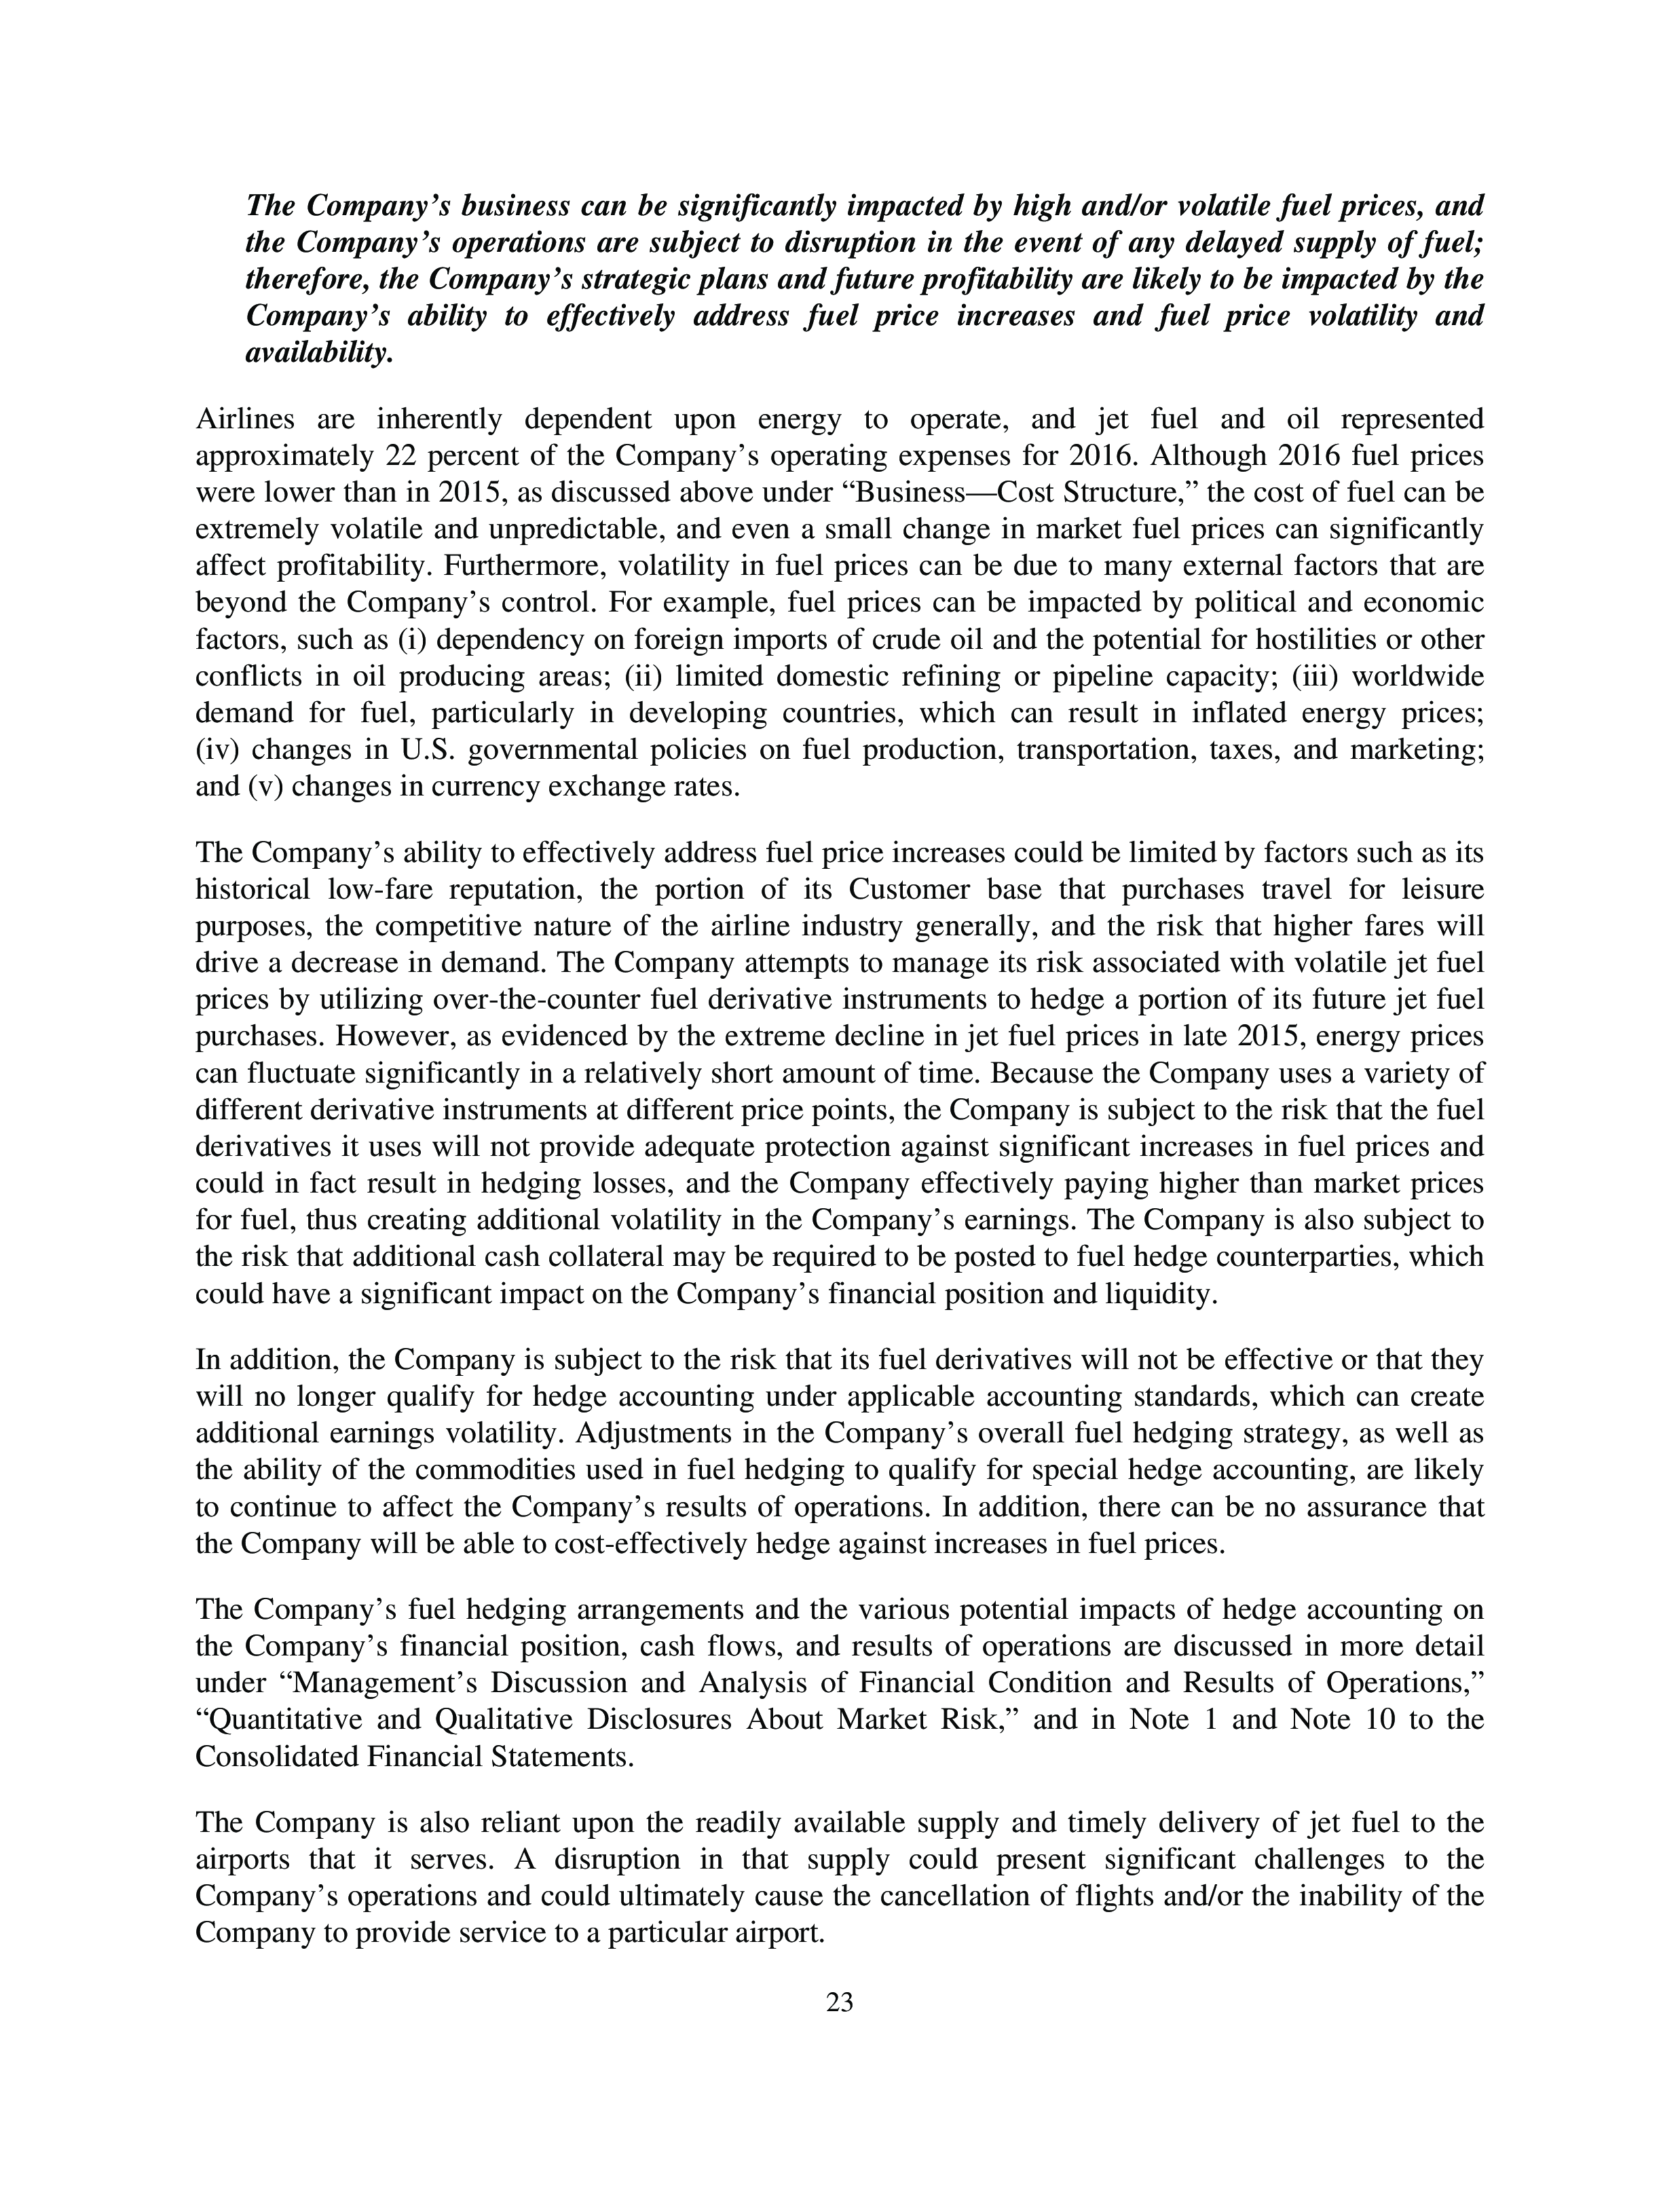 The Company’s business can be significantly impacted by high and/or volatile fuel prices, and
the Company’s operations are subject to disruption in the event of any delayed supply of fuel;
therefore, the Company’s strategic plans and future profitability are likely to be impacted by the
Company’s ability to effectively address fuel price increases and fuel price volatility and
availability.
Airlines are inherently dependent upon energy to operate, and jet fuel and oil represented
approximately 22 percent of the Company’s operating expenses for 2016. Although 2016 fuel prices
were lower than in 2015, as discussed above under “Business—Cost Structure,” the cost of fuel can be
extremely volatile and unpredictable, and even a small change in market fuel prices can significantly
affect profitability. Furthermore, volatility in fuel prices can be due to many external factors that are
beyond the Company’s control. For example, fuel prices can be impacted by political and economic
factors, such as (i) dependency on foreign imports of crude oil and the potential for hostilities or other
conflicts in oil producing areas; (ii) limited domestic refining or pipeline capacity; (iii) worldwide
demand for fuel, particularly in developing countries, which can result in inflated energy prices;
(iv) changes in U.S. governmental policies on fuel production, transportation, taxes, and marketing;
and (v) changes in currency exchange rates.
The Company’s ability to effectively address fuel price increases could be limited by factors such as its
historical low-fare reputation, the portion of its Customer base that purchases travel for leisure
purposes, the competitive nature of the airline industry generally, and the risk that higher fares will
drive a decrease in demand. The Company attempts to manage its risk associated with volatile jet fuel
prices by utilizing over-the-counter fuel derivative instruments to hedge a portion of its future jet fuel
purchases. However, as evidenced by the extreme decline in jet fuel prices in late 2015, energy prices
can fluctuate significantly in a relatively short amount of time. Because the Company uses a variety of
different derivative instruments at different price points, the Company is subject to the risk that the fuel
derivatives it uses will not provide adequate protection against significant increases in fuel prices and
could in fact result in hedging losses, and the Company effectively paying higher than market prices
for fuel, thus creating additional volatility in the Company’s earnings. The Company is also subject to
the risk that additional cash collateral may be required to be posted to fuel hedge counterparties, which
could have a significant impact on the Company’s financial position and liquidity.
In addition, the Company is subject to the risk that its fuel derivatives will not be effective or that they
will no longer qualify for hedge accounting under applicable accounting standards, which can create
additional earnings volatility. Adjustments in the Company’s overall fuel hedging strategy, as well as
the ability of the commodities used in fuel hedging to qualify for special hedge accounting, are likely
to continue to affect the Company’s results of operations. In addition, there can be no assurance that
the Company will be able to cost-effectively hedge against increases in fuel prices.
The Company’s fuel hedging arrangements and the various potential impacts of hedge accounting on
the Company’s financial position, cash flows, and results of operations are discussed in more detail
under “Management’s Discussion and Analysis of Financial Condition and Results of Operations,”
“Quantitative and Qualitative Disclosures About Market Risk,” and in Note 1 and Note 10 to the
Consolidated Financial Statements.
The Company is also reliant upon the readily available supply and timely delivery of jet fuel to the
airports that it serves. A disruption in that supply could present significant challenges to the
Company’s operations and could ultimately cause the cancellation of flights and/or the inability of the
Company to provide service to a particular airport.
23